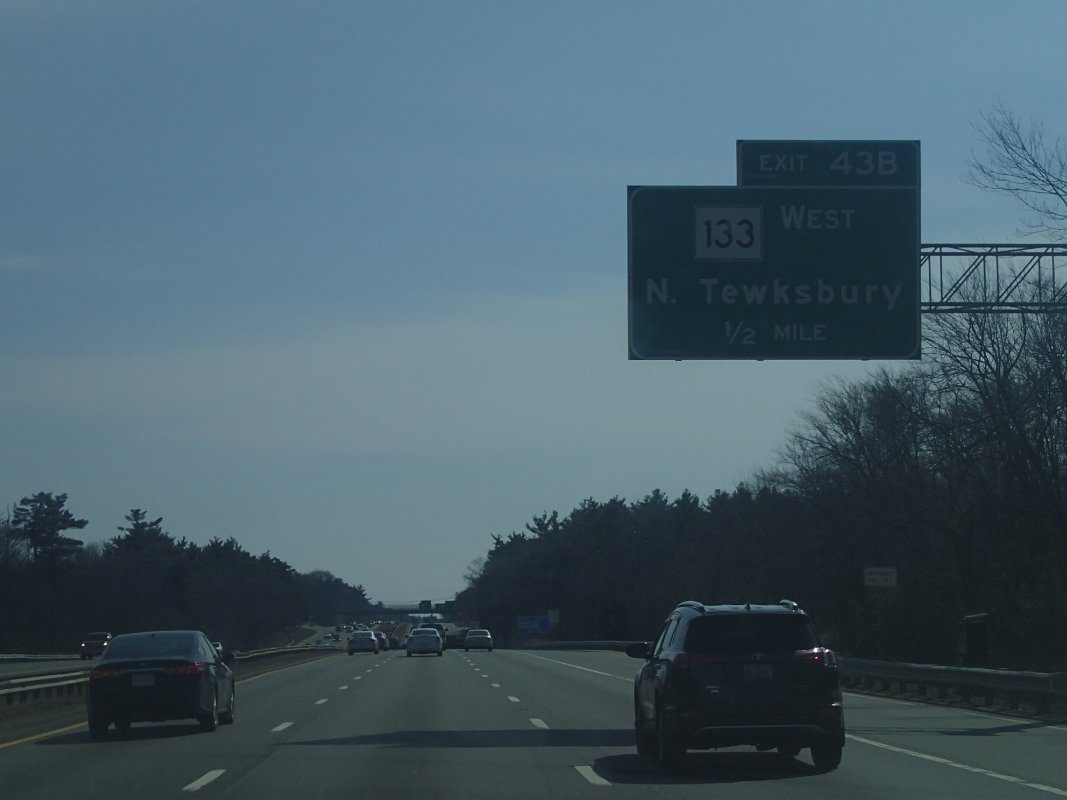 EXIT 43B
133 WEST
N. Tewksbury
1/2 MILE